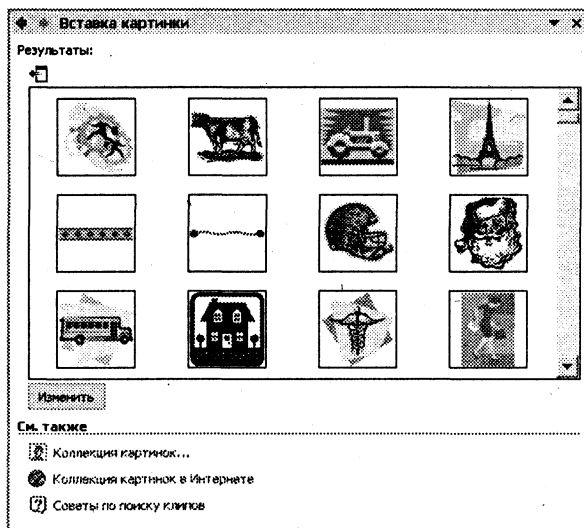 Вставка картинки
Результаты:
Изменить
См. также
Коллекция картинок...
Коллекция картинок в Интернете
Советы по поиску клипов